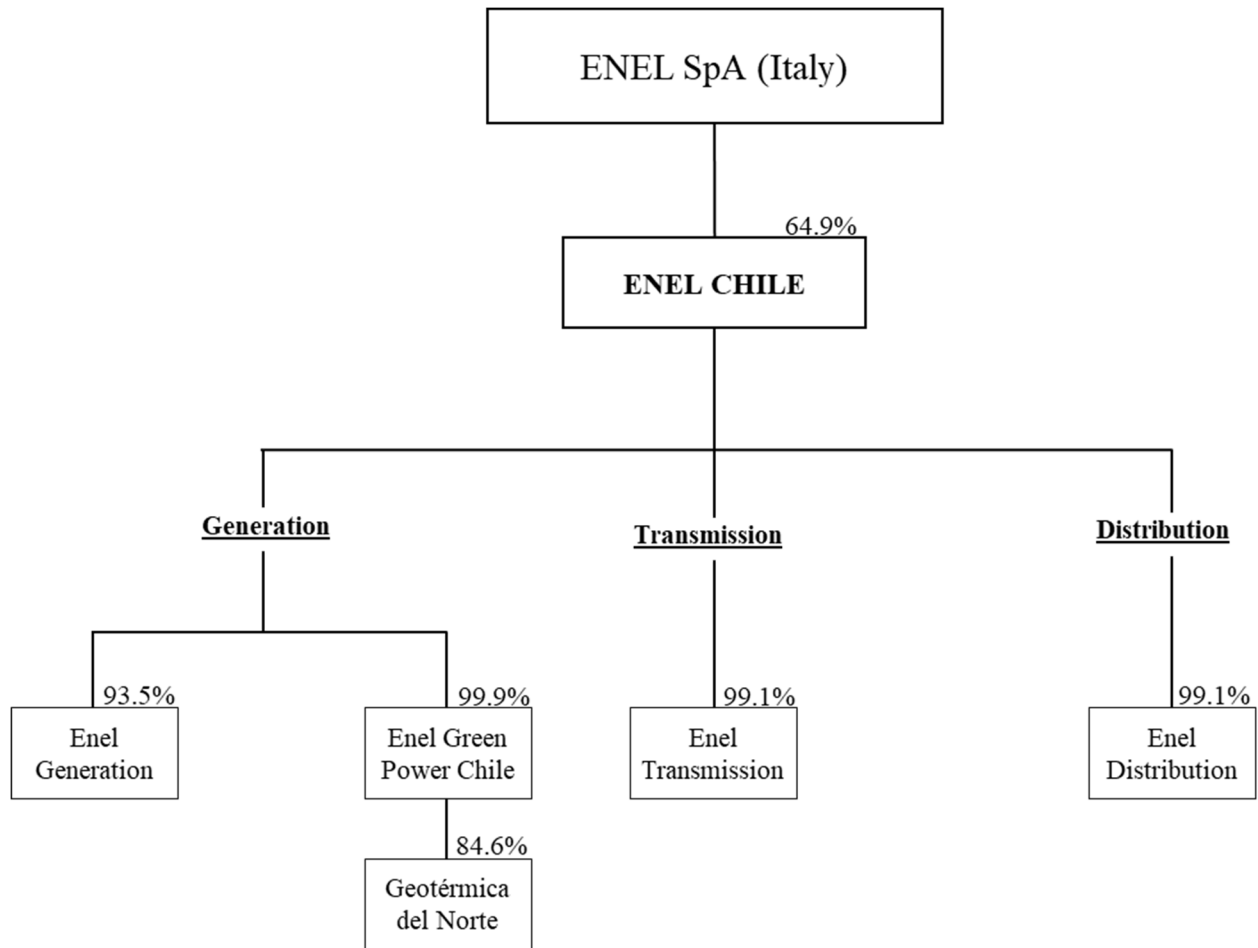 ENEL SpA (Italy)
64.9%
ENEL CHILE
Generation
Transmission
Distribution
93.5%
99.9%
99.1%
99.1%
Enel
Generation
Enel Green
Power Chile
Enel
Transmission
Enel
Distribution
84.6%
Geotérmica
del Norte